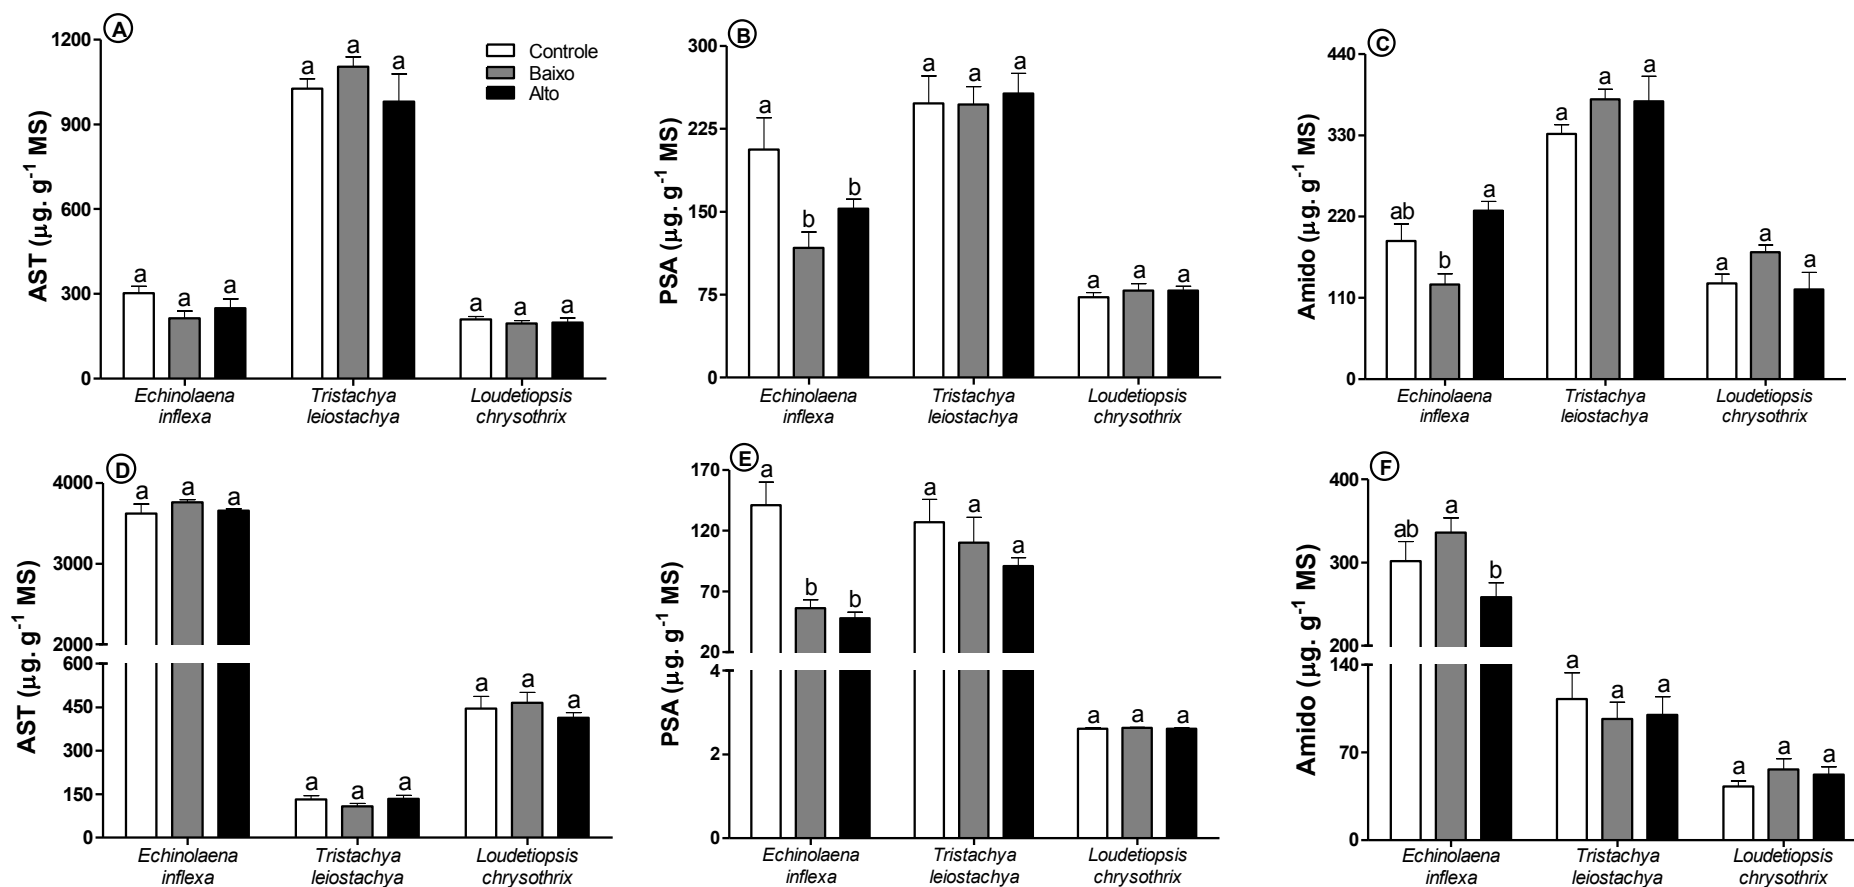 A
1200
900
600
300
0
AST (µg. g-1 MS)
Controle
Baixo
Alto
a a a
a a a
a a a
Echinolaena
inflexa
Tristachya
leiostachya
Loudetiopsis
chrysothrix
B
300
225
150
75
0
PSA (µg. g-1 MS)
a b b
a a a
a a a
Echinolaena
inflexa
Tristachya
leiostachya
Loudetiopsis
chrysothrix
C
440
330
220
110
0
Amido (µg. g-1 MS)
ab b a
a a a
a a a
Echinolaena
inflexa
Tristachya
leiostachya
Loudetiopsis
chrysothrix
D
4000
3000
2000
600
450
300
150
0
AST (µg. g-1 MS)
a a a
a a a
a a a
Echinolaena
inflexa
Tristachya
leiostachya
Loudetiopsis
chrysothrix
E
170
120
70
20
4
2
0
PSA (µg. g-1 MS)
a b b
a a a
a a a
Echinolaena
inflexa
Tristachya
leiostachya
Loudetiopsis
chrysothrix
F
400
300
200
140
70
0
Amido (µg. g-1 MS)
ab a b
a a a
a a a
Echinolaena
inflexa
Tristachya
leiostachya
Loudetiopsis
chrysothrix